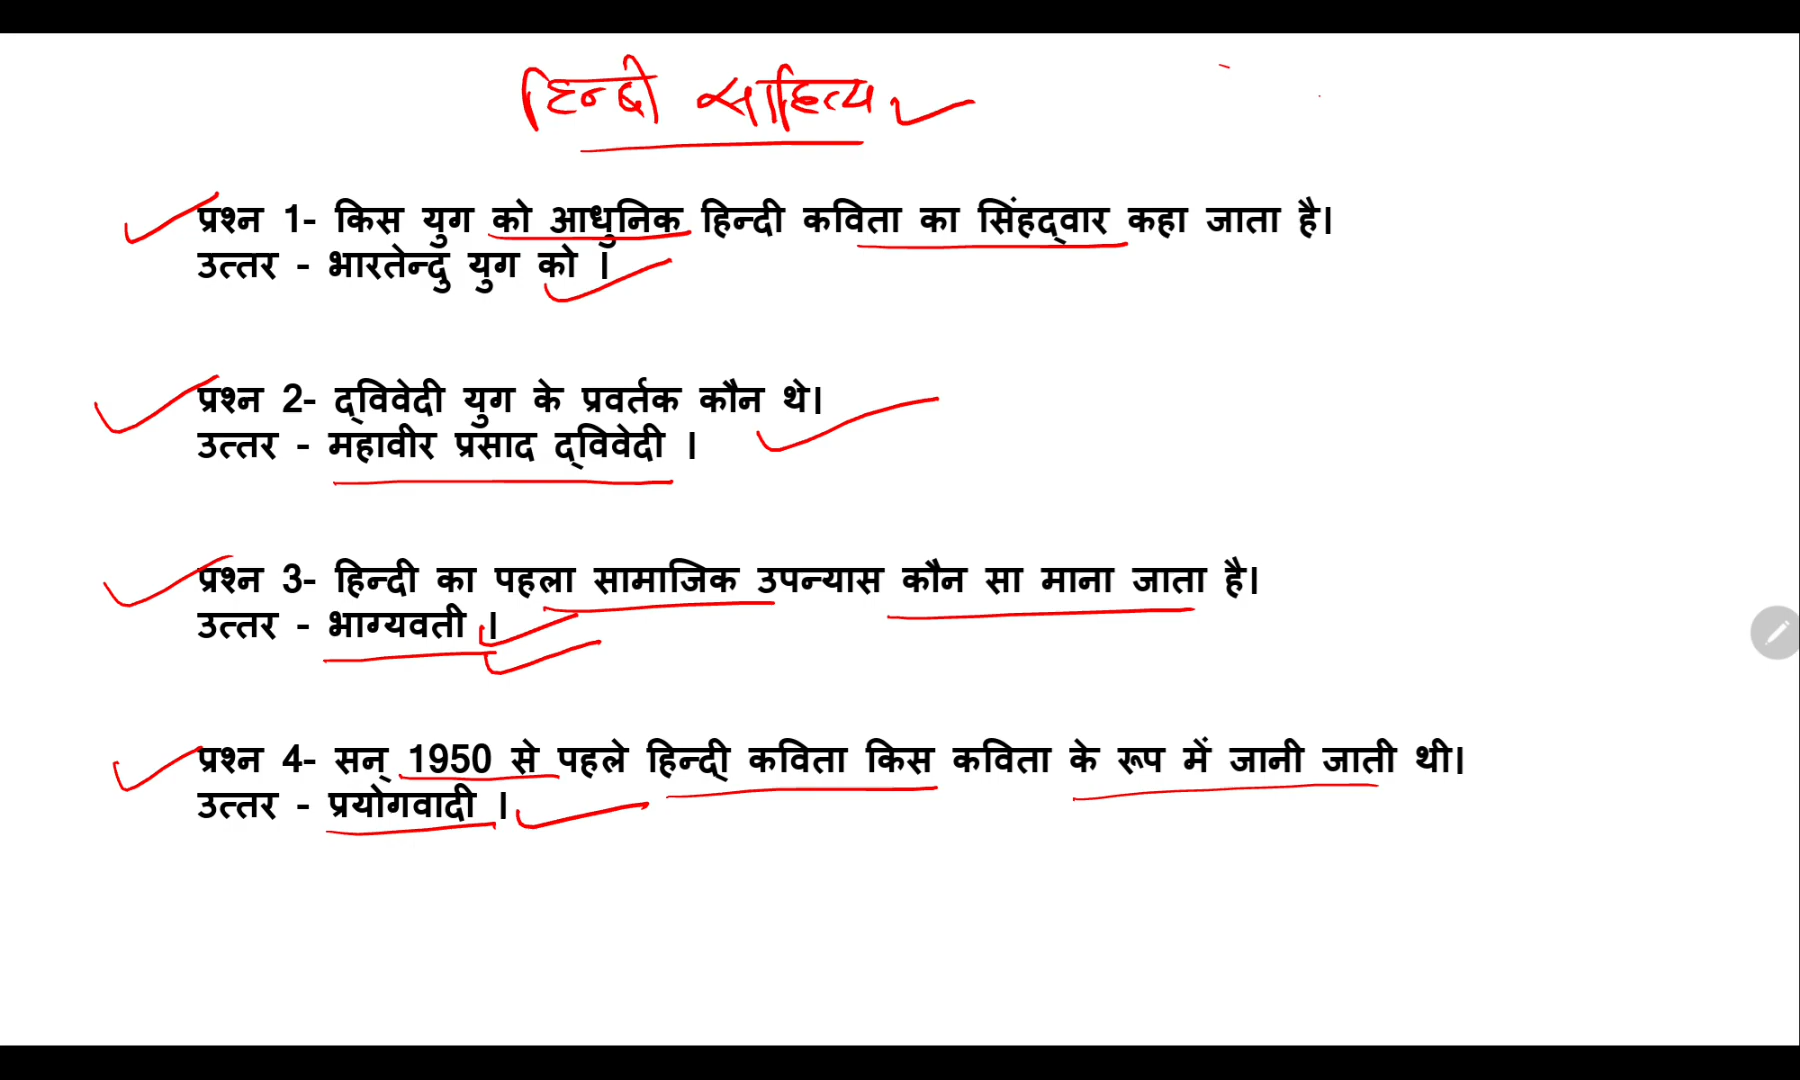 हिन्दी साहित्य
प्रश्न 1- किस युग को आधुनिक हिन्दी कविता का सिंहद्वार कहा जाता है।
उत्तर - भारतेन्दु युग को ।
प्रश्न 2- द्विवेदी युग के प्रवर्तक कौन थे।
उत्तर - महावीर प्रसाद द्विवेदी ।
प्रश्न 3- हिन्दी का पहला सामाजिक उपन्यास कौन सा माना जाता है।
उत्तर - भाग्यवती ।
प्रश्न 4- सन् 1950 से पहले हिन्दी् कविता किस कविता के रूप में जानी जाती थी।
उत्तर - प्रयोगवादी ।